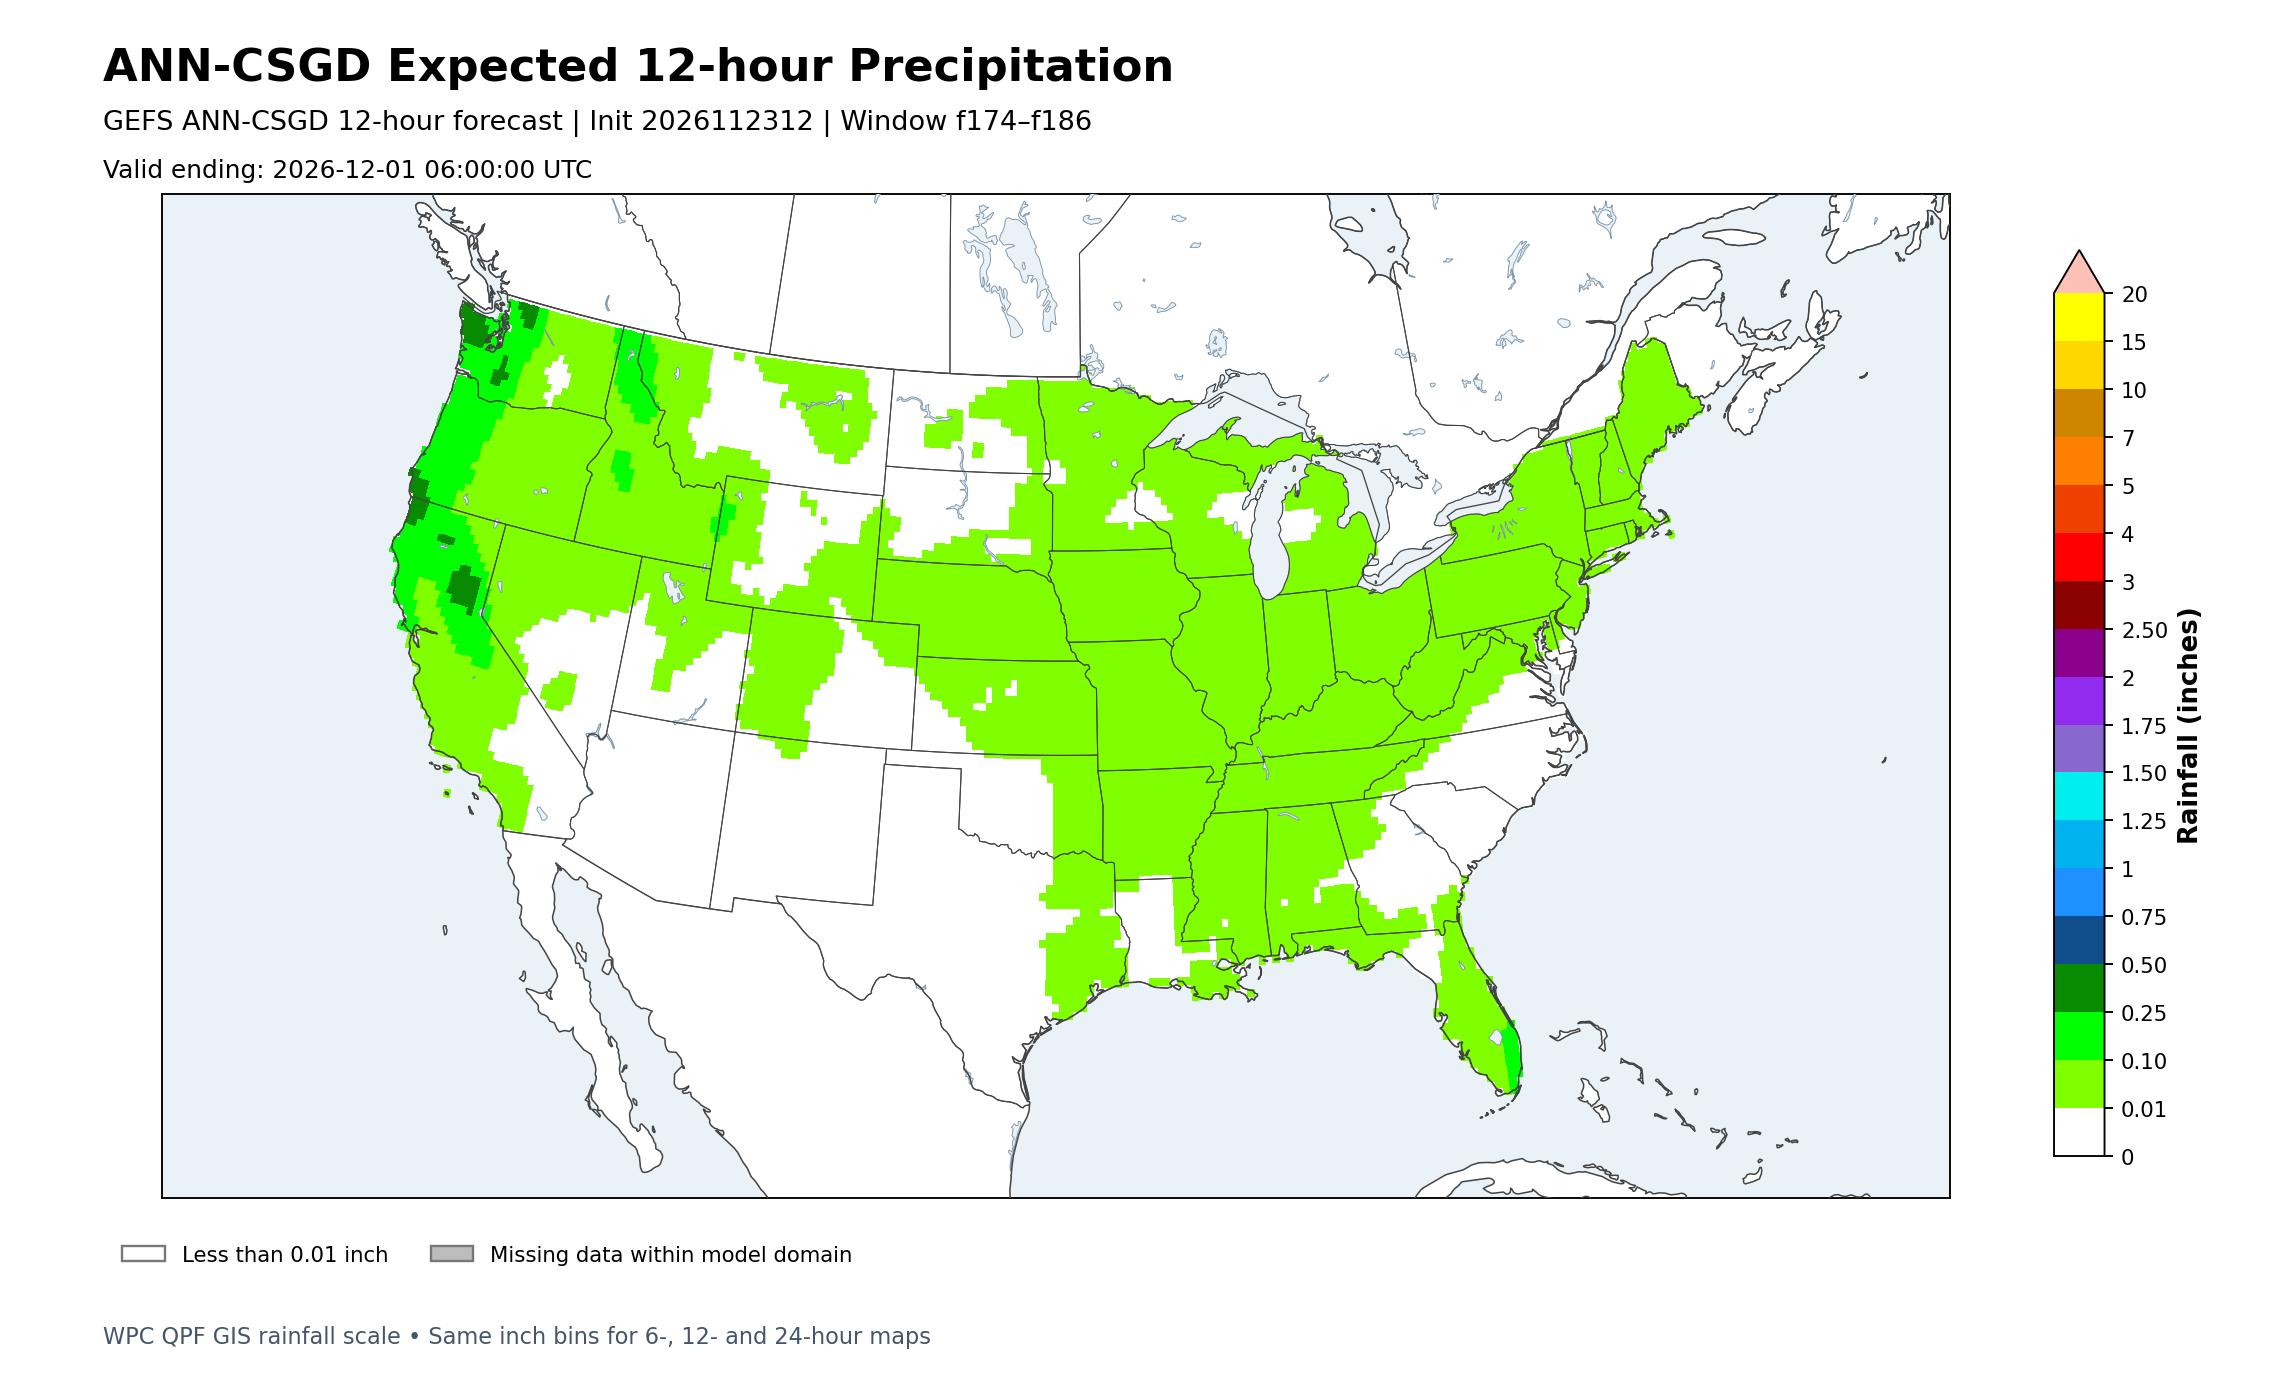 ANN-CSGD Expected 12-hour Precipitation
GEFS ANN-CSGD 12-hour forecast | Init 2026112312 | Window f174–f186
Valid ending: 2026-12-01 06:00:00 UTC
20
15
10
7
5
4
3
2.50
2
1.75
1.50
1.25
1
0.75
0.50
0.25
0.10
0.01
0
Rainfall (inches)
Less than 0.01 inch
Missing data within model domain
WPC QPF GIS rainfall scale • Same inch bins for 6-, 12- and 24-hour maps